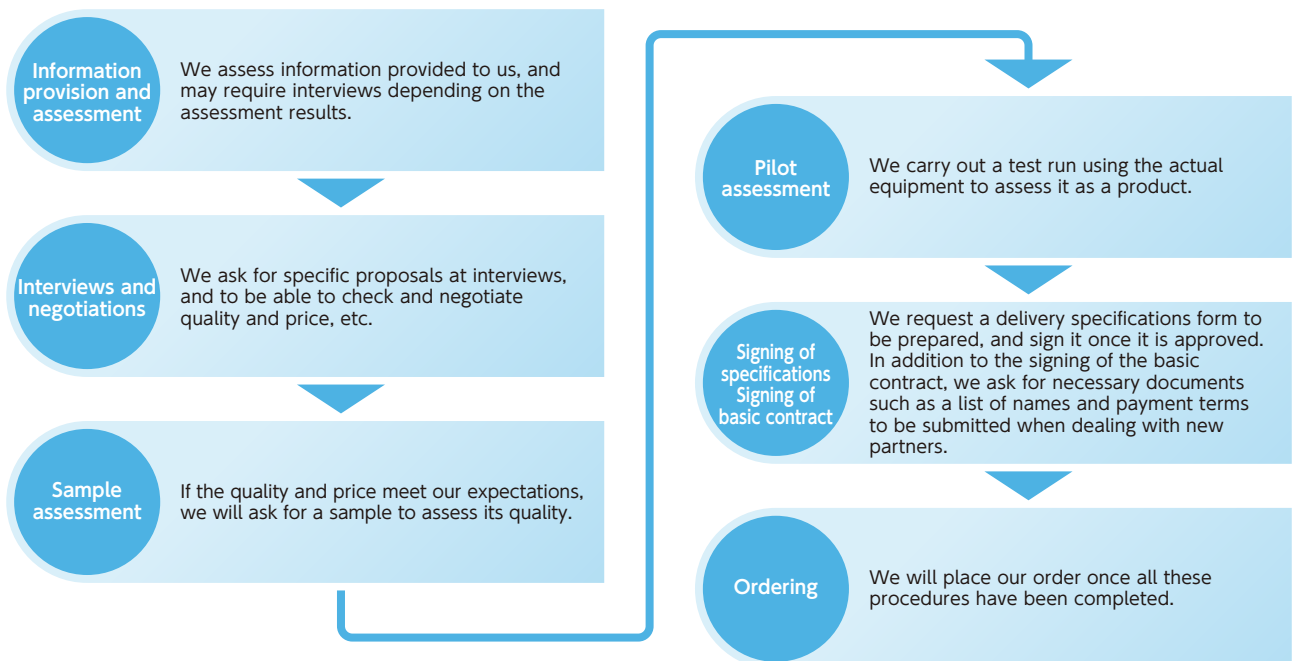 Information
provision and
assessment
We assess information provided to us, and
may require interviews depending on the
assessment results.
Interviews and
negotiations
We ask for specific proposals at interviews,
and to be able to check and negotiate
quality and price, etc.
Sample
assessment
If the quality and price meet our expectations,
we will ask for a sample to assess its quality.
Pilot
assessment
We carry out a test run using the actual
equipment to assess it as a product.
Signing of
specifications
Signing of
basic contract
We request a delivery specifications form to
be prepared, and sign it once it is approved.
In addition to the signing of the basic
contract, we ask for necessary documents
such as a list of names and payment terms
to be submitted when dealing with new
partners.
Ordering
We will place our order once all these
procedures have been completed.